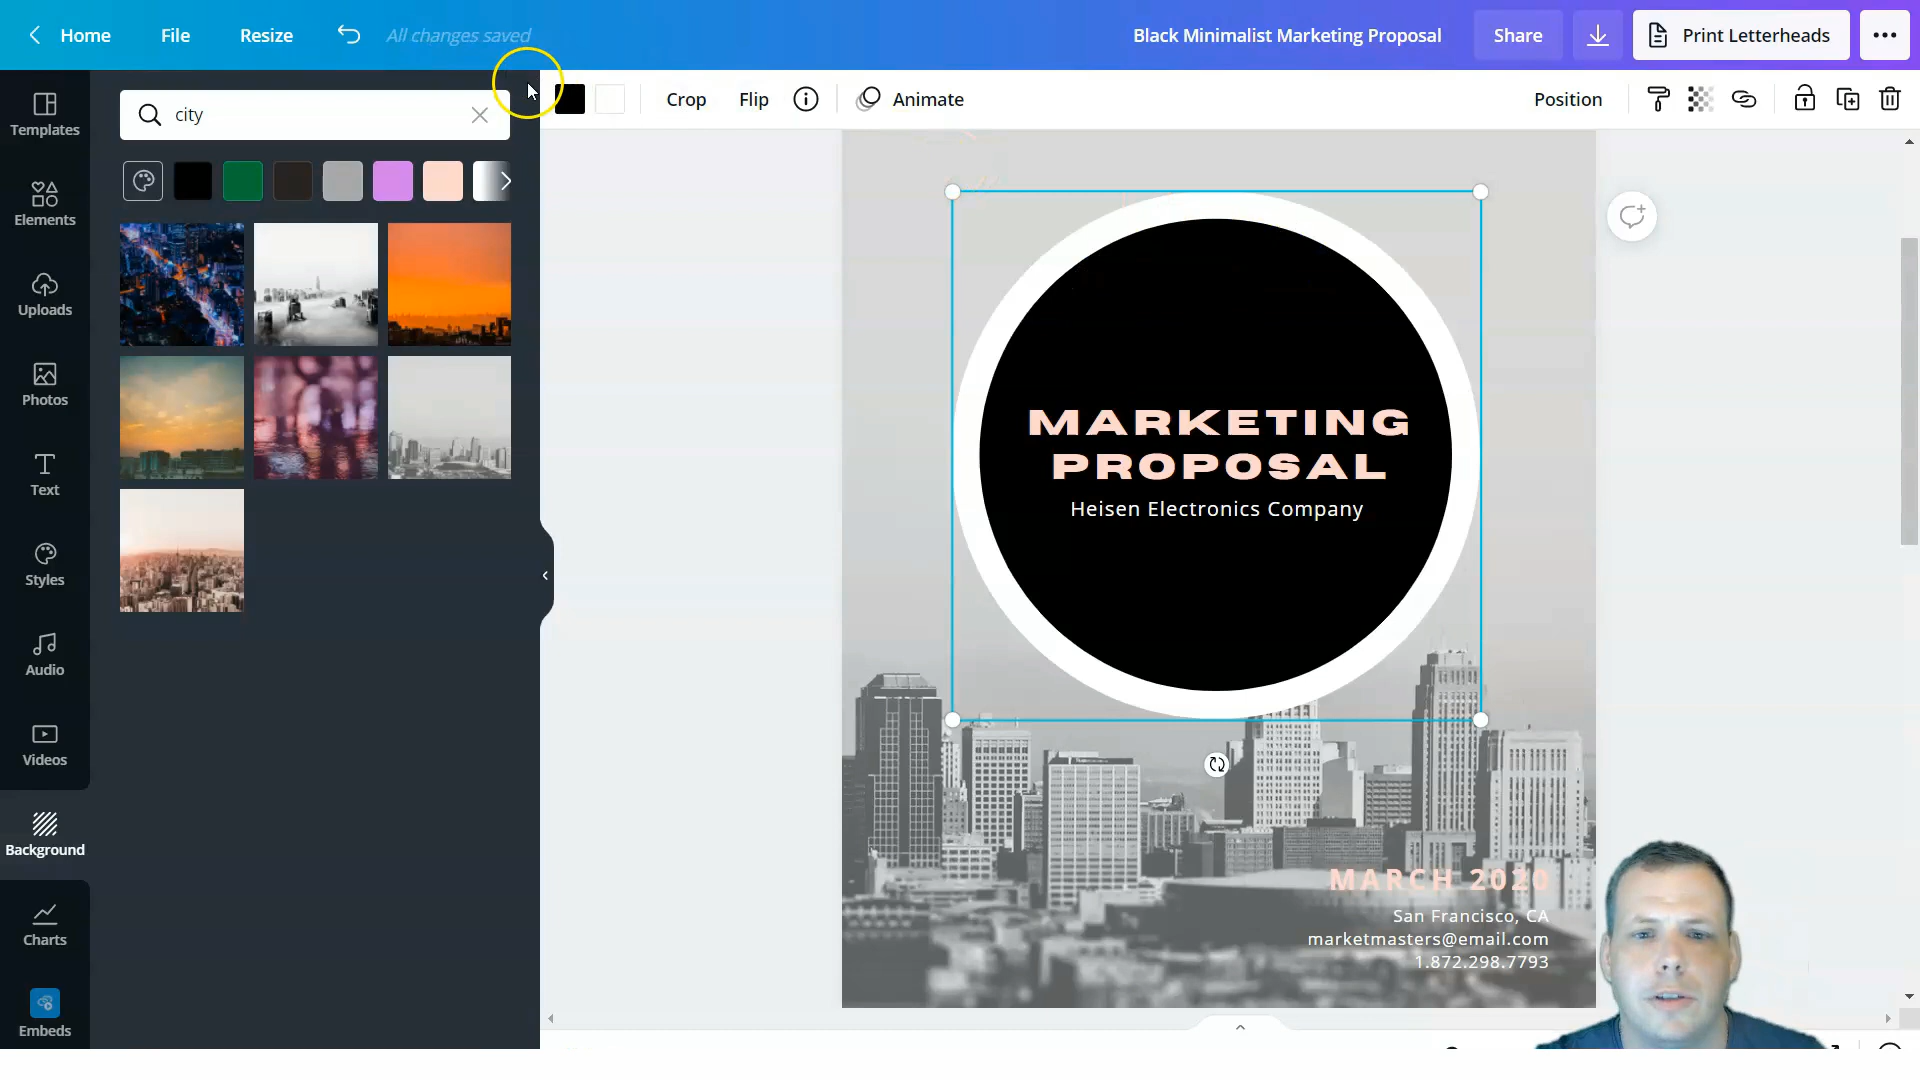 Home
File
Resize
All changes saved
Black Minimalist Marketing Proposal
Share
Print Letterheads
city
Crop
Flip
Animate
Position
Templates
Elements
Uploads
Photos
Text
Styles
Audio
Videos
Background
Charts
Embeds
MARKETING
PROPOSAL
Heisen Electronics Company
MARCH 2020
San Francisco, CA
marketmasters@email.com
1.872.298.7793